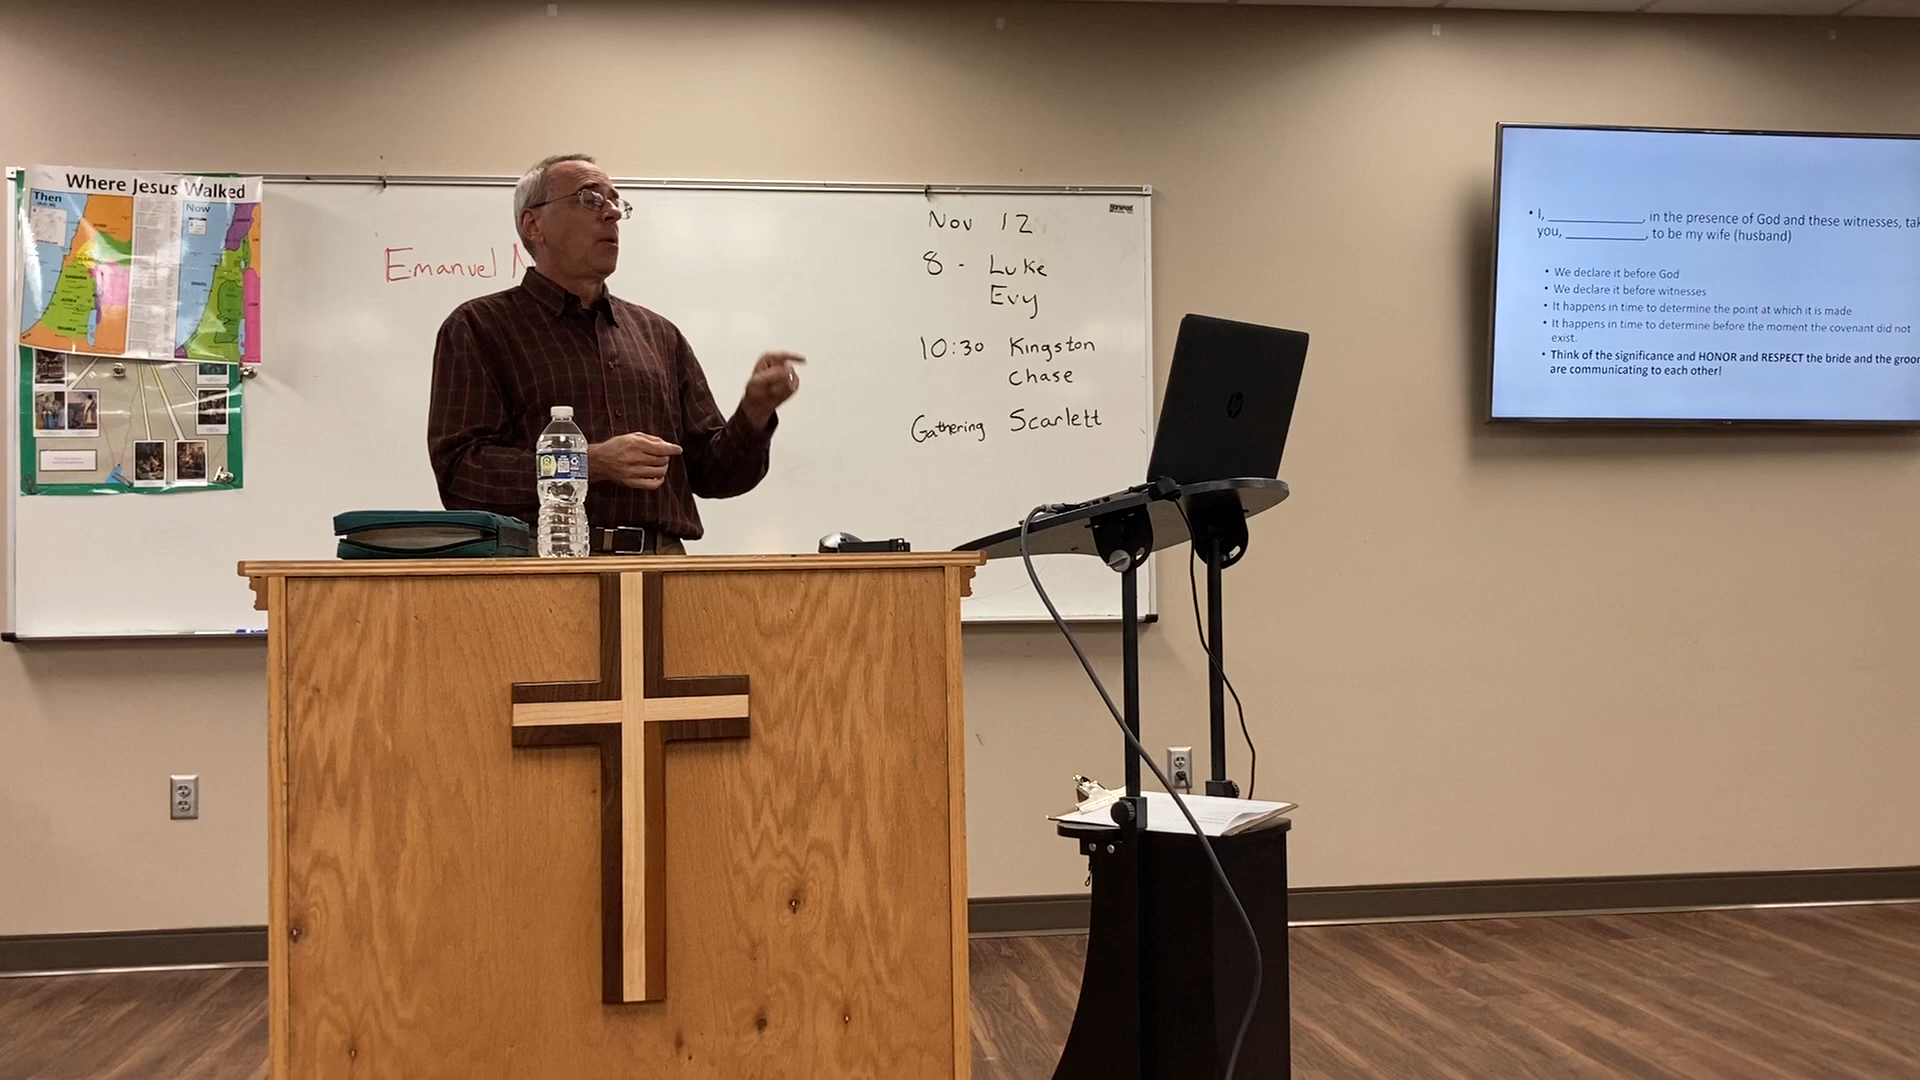 Where Jesus Walked
Then
Now
Emanuel
Nov 12
8 - Luke
Evy
10:30 Kingston
Chase
Gathering Scarlett
• I, ____________, in the presence of God and these witnesses,
you, __________, to be my wife (husband)
• We declare it before God
• We declare it before witnesses
• It happens in time to determine the point at which it is made
• It happens in time to determine before the moment the covenant did not
exist.
• Think of the significance and HONOR and RESPECT the bride and the
are communicating to each other!
hp